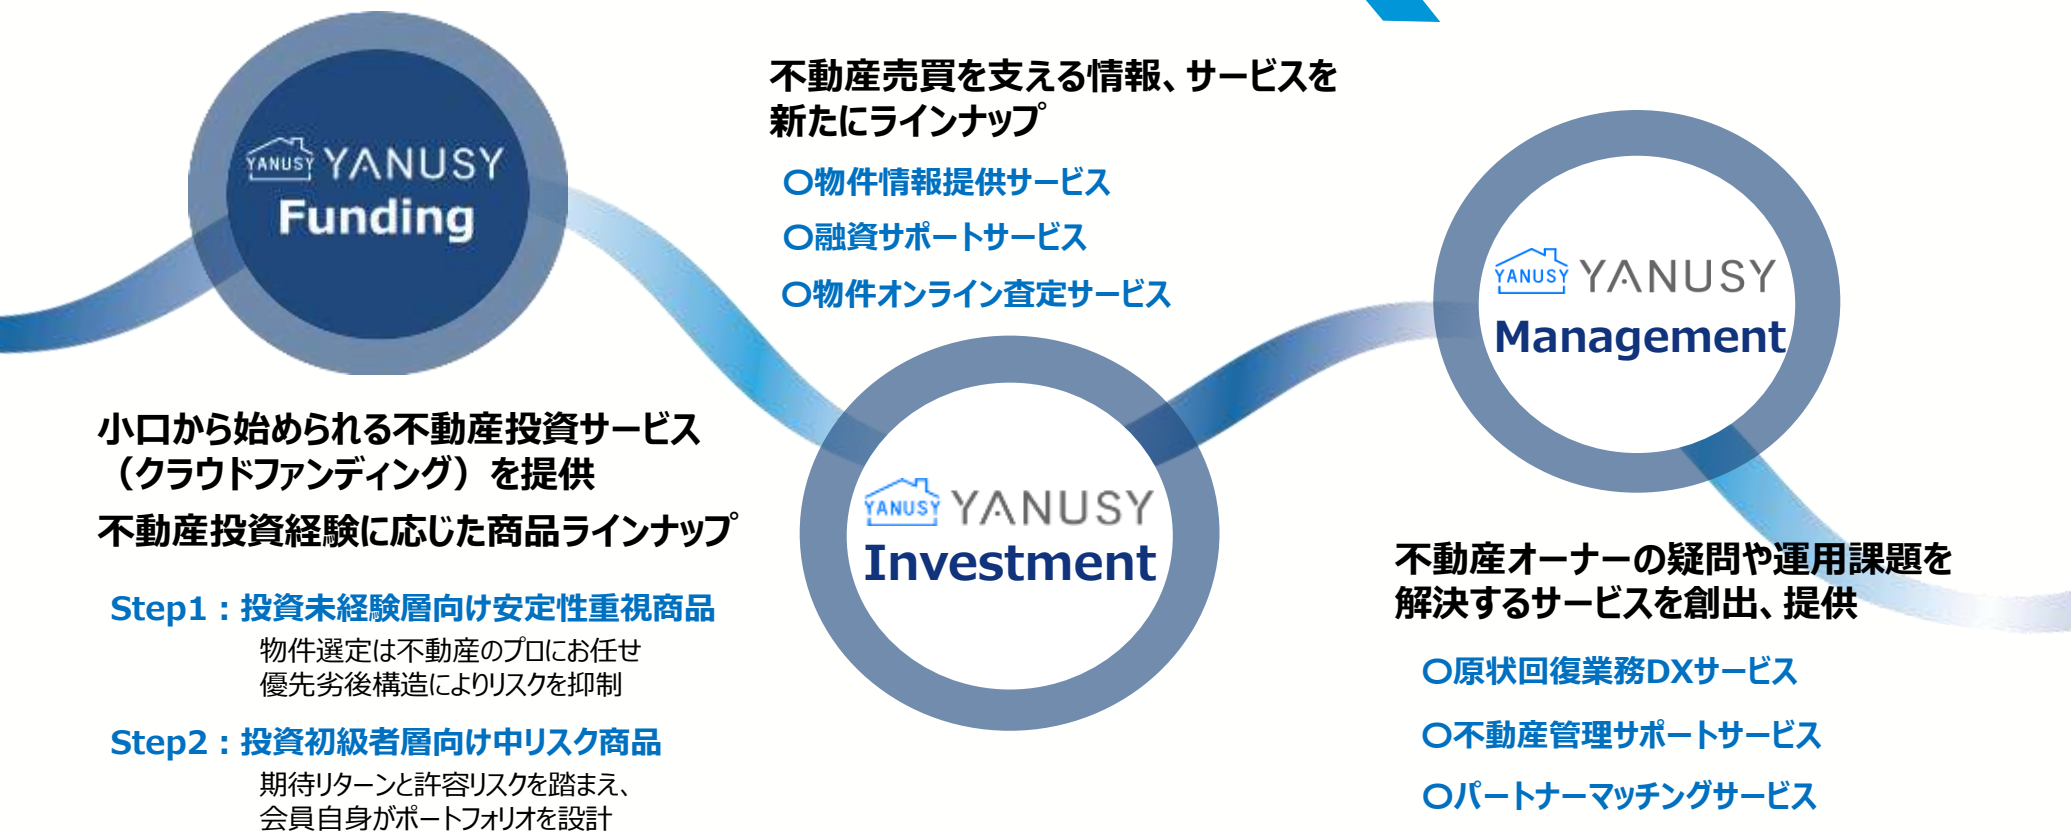 YANUSY YANUSY
Funding
小口から始められる不動産投資サービス
（クラウドファンディング）を提供
不動産投資経験に応じた商品ラインナップ
Step1：投資未経験層向け安定性重視商品
物件選定は不動産のプロにお任せ
優先劣後構造によりリスクを抑制
Step2：投資初級者層向け中リスク商品
期待リターンと許容リスクを踏まえ、
会員自身がポートフォリオを設計
不動産売買を支える情報、サービスを
新たにラインナップ
〇物件情報提供サービス
〇融資サポートサービス
〇物件オンライン査定サービス
YANUSY YANUSY
Investment
YANUSY YANUSY
Management
不動産オーナーの疑問や運用課題を
解決するサービスを創出、提供
〇原状回復業務DXサービス
〇不動産管理サポートサービス
〇パートナーマッチングサービス